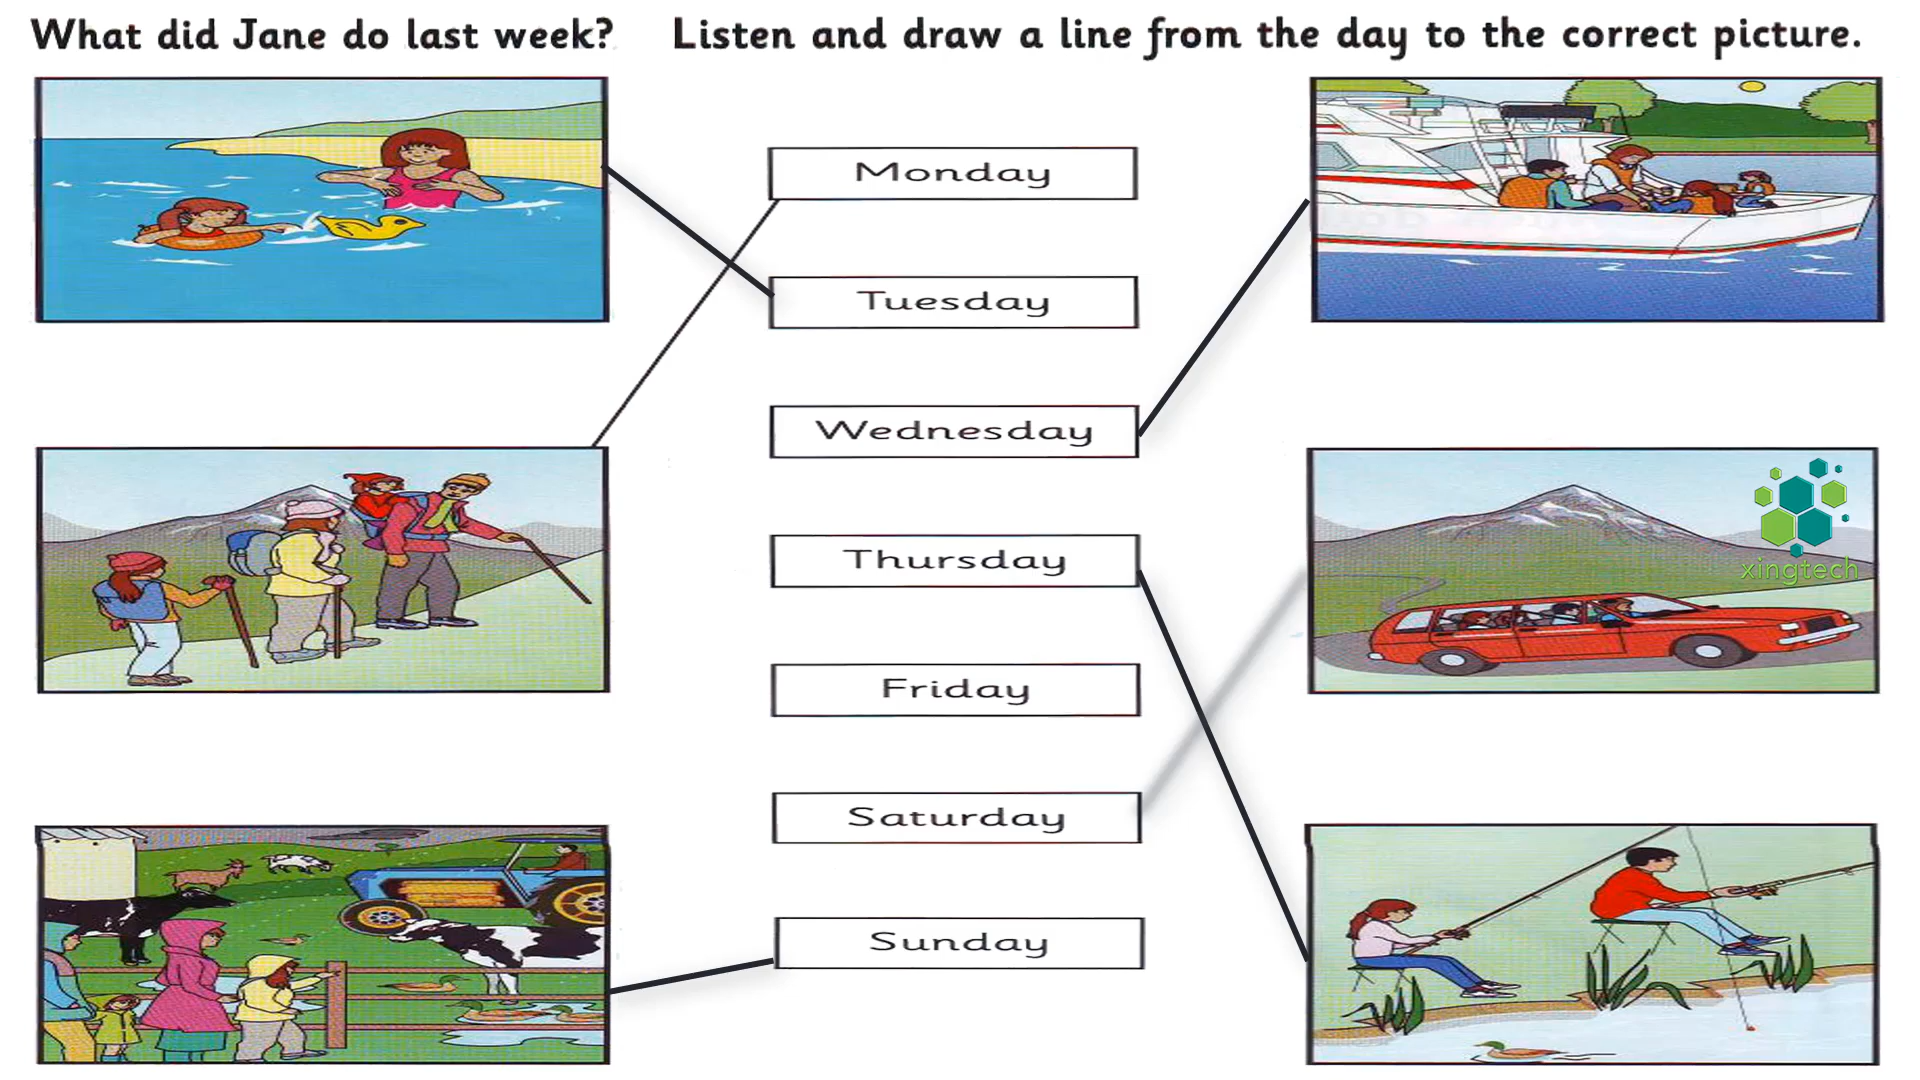 What did Jane do last week? Listen and draw a line from the day to the correct picture.
Monday
Tuesday
Wednesday
Thursday
Friday
Saturday
Sunday
xingtech